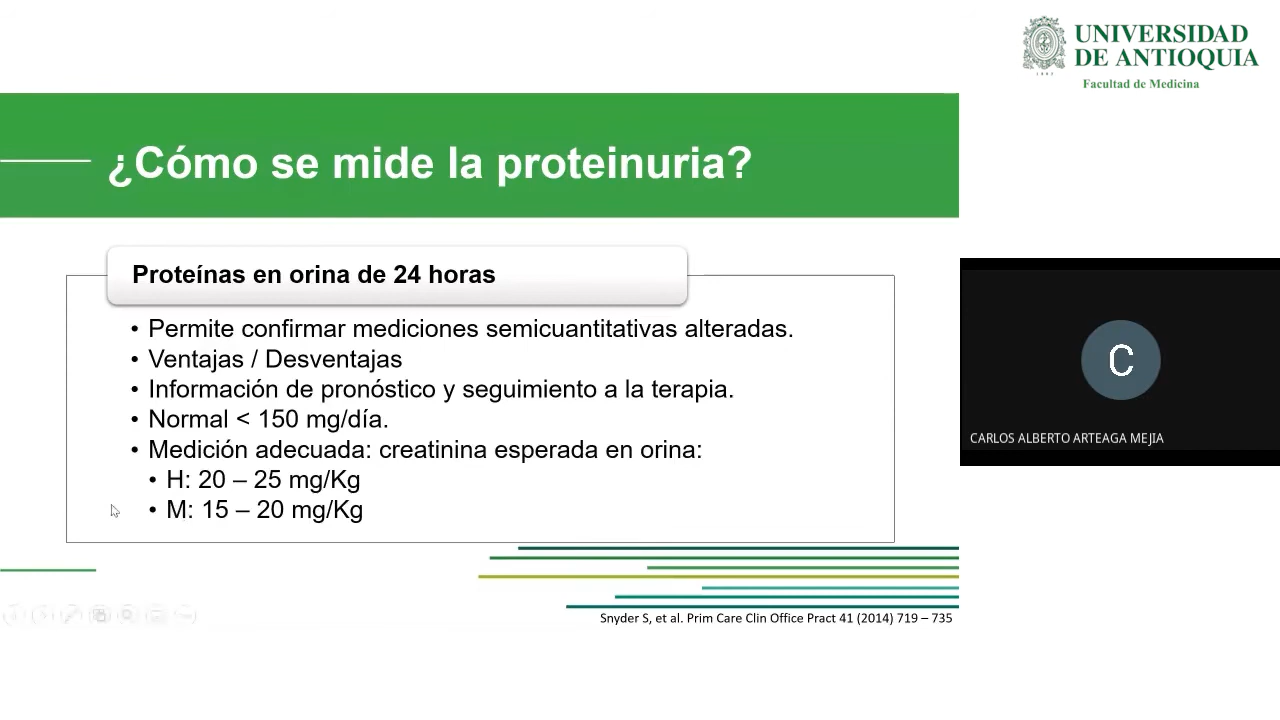 UNIVERSIDAD
DE ANTIOQUIA
1803
Facultad de Medicina
¿Cómo se mide la proteinuria?
Proteínas en orina de 24 horas
• Permite confirmar mediciones semicuantitativas alteradas.
• Ventajas / Desventajas
• Información de pronóstico y seguimiento a la terapia.
• Normal < 150 mg/día.
• Medición adecuada: creatinina esperada en orina:
• H: 20 – 25 mg/Kg
• M: 15 – 20 mg/Kg
C
CARLOS ALBERTO ARTEAGA MEJIA
Snyder S, et al. Prim Care Clin Office Pract 41 (2014) 719 – 735